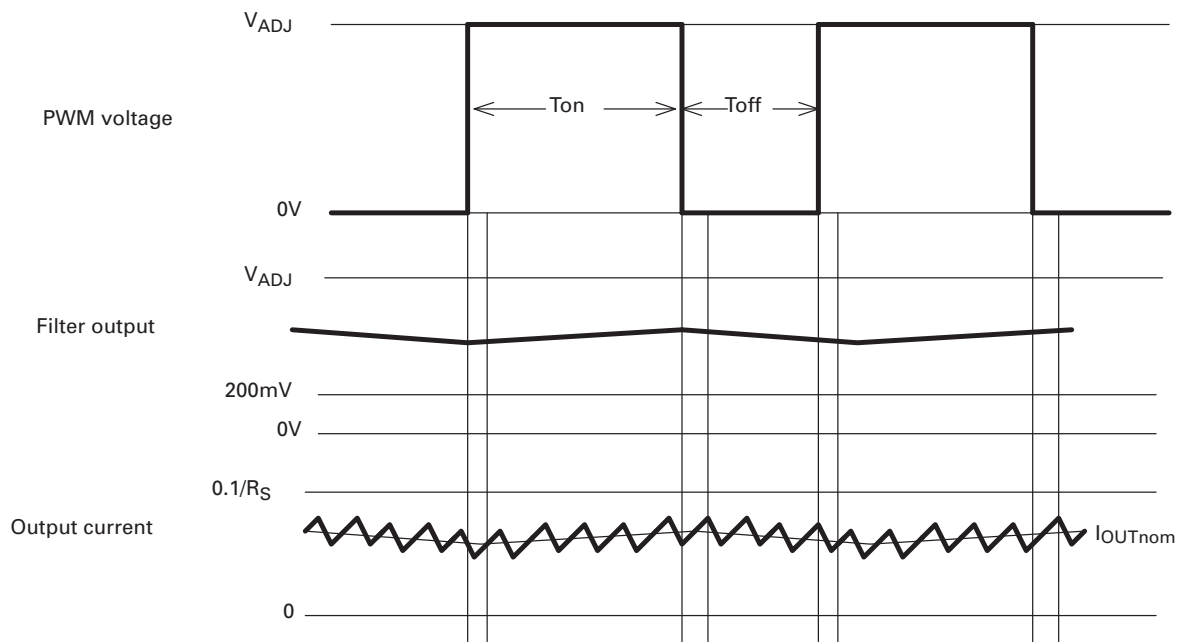 VADJ
PWM voltage
Ton
Toff
0V
VADJ
Filter output
200mV
0V
0.1/RS
Output current
IOUTnom
0